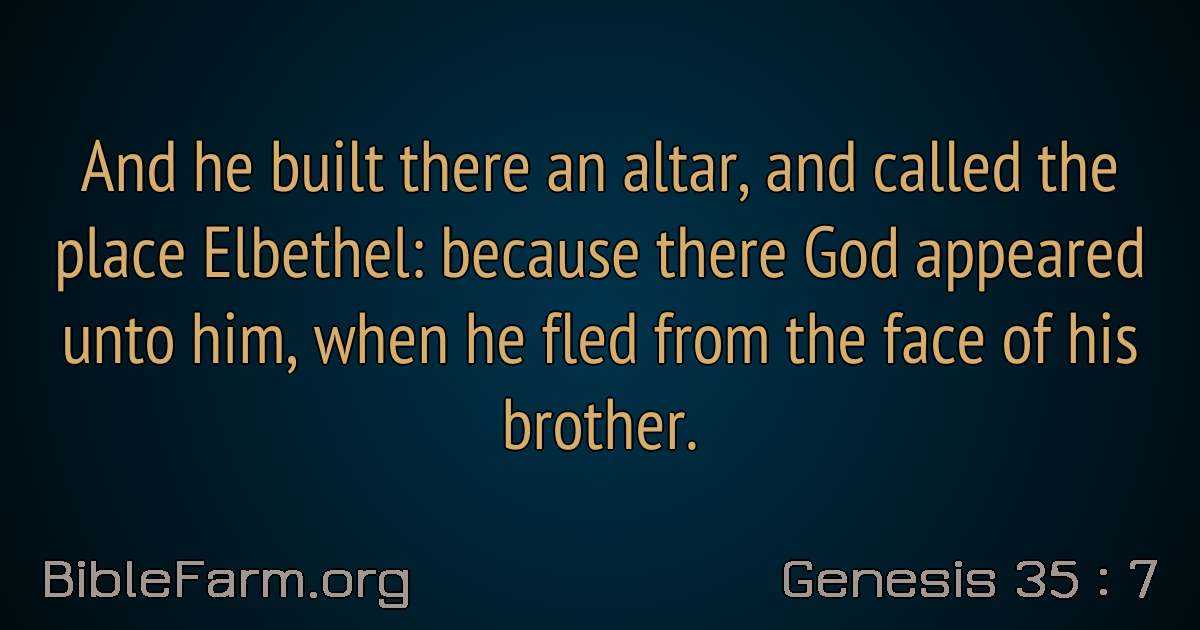 And he built there an altar, and called the
place Elbethel: because there God appeared
unto him, when he fled from the face of his
brother.
BibleFarm.org
Genesis 35 : 7